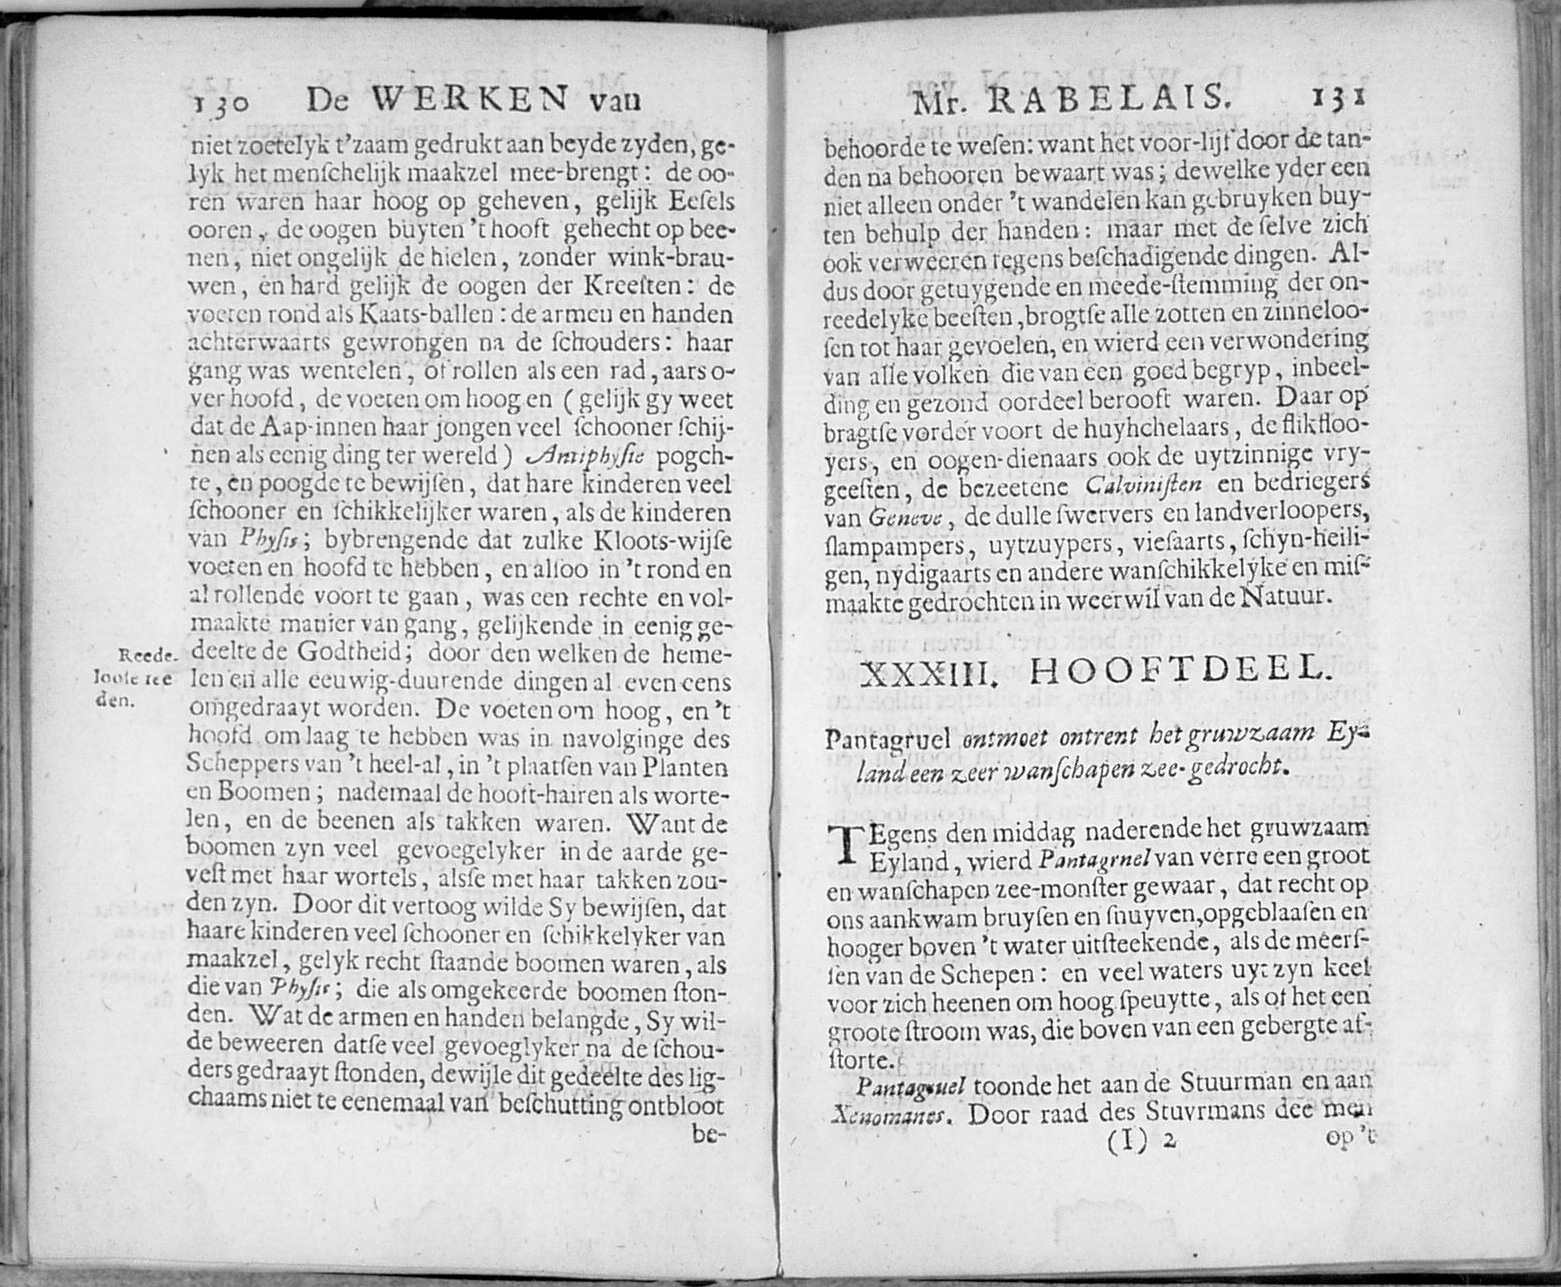 130 De WERKEN van
niet zoetelyk t'zaam gedrukt aan beyde zyden, ge-
lyk het menſchelijk maakzel mee-brengt: de oo-
ren waren haar hoog op geheven, gelijk Eeſels
ooren, de oogen buyten 't hooft gehecht op bee-
nen, niet ongelijk de hielen, zonder wink-brau-
wen, en hard gelijk de oogen der Kreeften: de
voeten rond als Kaats-ballen: de armen en handen
achterwaarts gewrongen na de ſchouders: haar
gang was wentelen, of rollen als een rad, aars o-
ver hoofd, de voeten om hoog en (gelijk gy weet
dat de Aap-innen haar jongen veel ſchooner ſchij-
nen als eenig ding ter wereld) Antiphyſie pogch-
te, en poogde te bewijſen, dat hare kinderen veel
ſchooner en ſchikkelijker waren, als de kinderen
van Phyſis; bybrengende dat zulke Kloots-wijſe
voeten en hoofd te hebben, en alſoo in 't rond en
al rollende voort te gaan, was een rechte en vol-
maakte manier van gang, gelijkende in eenig ge-
Reede-
looſe ree
den.
deelte de Godtheid; door den welken de heme-
len en alle eeuwig-duurende dingen al even eens
omgedraayt worden. De voeten om hoog, en 't
hoofd om laag te hebben was in navolginge des
Scheppers van 't heel-al, in 't plaatſen van Planten
en Boomen; nademaal de hooft-hairen als worte-
len, en de beenen als takken waren. Want de
boomen zyn veel gevoegelyker in de aarde ge-
veſt met haar wortels, alsſe met haar takken zou-
den zyn. Door dit vertoog wilde Sy bewijſen, dat
haare kinderen veel ſchooner en ſchikkelyker van
maakzel, gelyk recht ſtaande boomen waren, als
die van Phyſis; die als omgekeerde boomen ſton-
den. Wat de armen en handen belangde, Sy wil-
de beweeren datſe veel gevoeglyker na de ſchou-
ders gedraayt ſtonden, dewijle dit gedeelte des lig-
chaams niet te eenemaal van beſchutting ontbloot
be-
Mr. RABELAIS. 131
behoorde te weſen: want het voor-lijf door de tan-
den na behooren bewaart was; dewelke yder een
niet alleen onder 't wandelen kan gebruyken buy-
ten behulp der handen: maar met de ſelve zich
ook verweeren tegens beſchadigende dingen. Al-
dus door getuygende en meede-ſtemming der on-
reedelyke beeſten, brogtſe alle zotten en zinneloo-
ſen tot haar gevoelen, en wierd een verwondering
van alle volken die van een goed begryp, inbeel-
ding en gezond oordeel berooft waren. Daar op
bragtſe vorder voort de huyhchelaars, de flikfloo-
yers, en oogen-dienaars ook de uytzinnige vry-
geeſten, de bezeetene Calviniſten en bedriegers
van Geneve, de dulle ſwervers en landverloopers,
ſlampampers, uytzuypers, vieſaarts, ſchyn-heili-
gen, nydigaarts en andere wanſchikkelyke en miſ-
maakte gedrochten in weerwil van de Natuur.
XXXIII. HOOFTDEEL.
Pantagruel ontmoet ontrent het gruwzaam Ey-
land een zeer wanſchapen zee-gedrocht.
TEgens den middag naderende het gruwzaam
Eyland, wierd Pantagrnel van verre een groot
en wanſchapen zee-monſter gewaar, dat recht op
ons aankwam bruyſen en ſnuyven, opgeblaaſen en
hooger boven 't water uitſteekende, als de meerſ-
ſen van de Schepen: en veel waters uyt zyn keel
voor zich heenen om hoog ſpeuytte, als of het een
groote ſtroom was, die boven van een gebergte af-
ſtorte.
Pantagruel toonde het aan de Stuurman en aan
Xenomanes. Door raad des Stuvrmans dee men
(I) 2 op 't